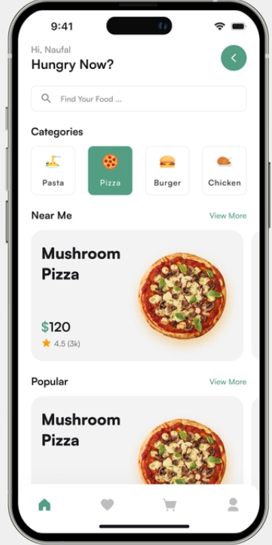 9:41
Hi, Naufal
Hungry Now?
Find Your Food ...
Categories
Pasta
Pizza
Burger
Chicken
Near Me
View More
Mushroom
Pizza
$120
4.5 (3k)
Popular
View More
Mushroom
Pizza